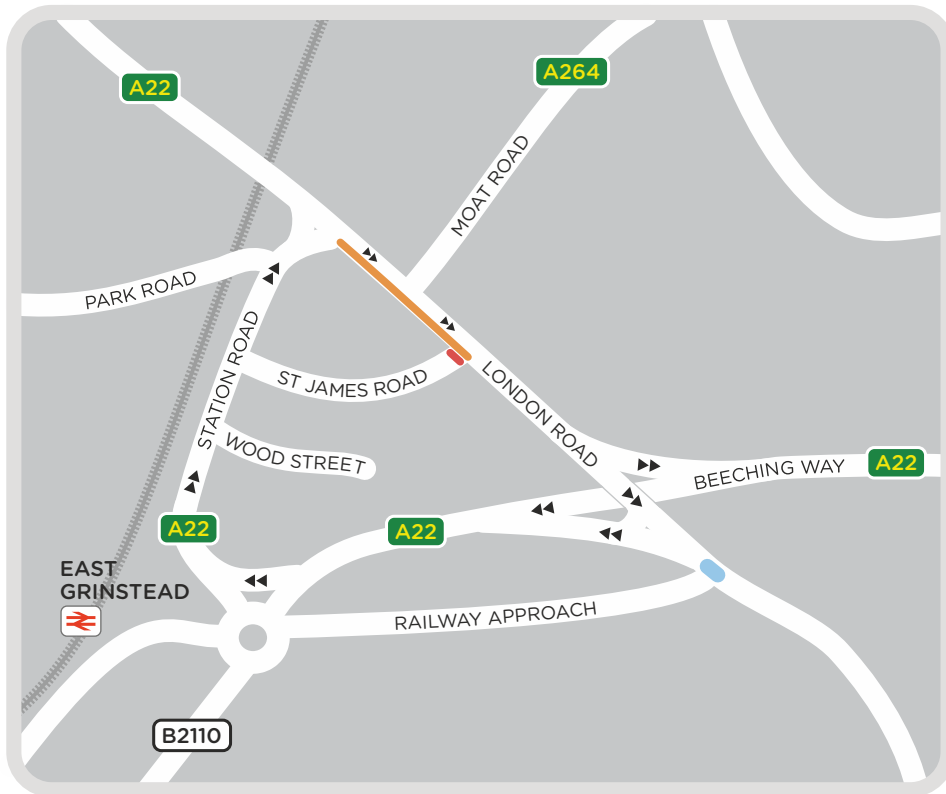 A22
A264
MOAT ROAD
PARK ROAD
STATION ROAD
ST JAMES ROAD
LONDON ROAD
WOOD STREET
BEECHING WAY
A22
A22
A22
EAST
GRINSTEAD
RAILWAY APPROACH
B2110